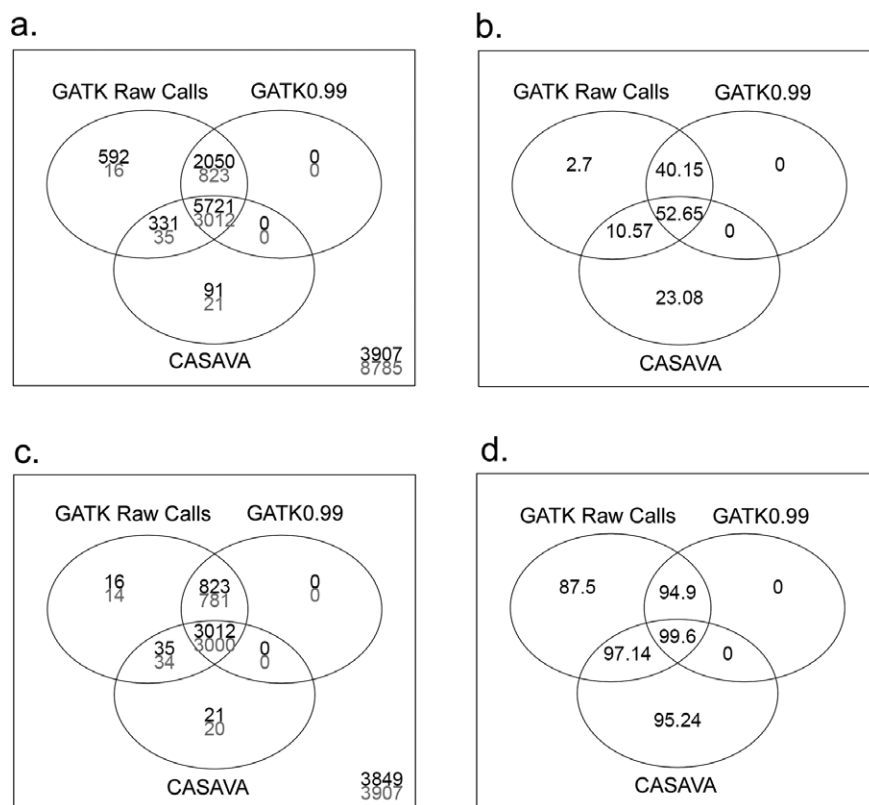 a.
GATK Raw Calls GATK0.99
592 2050 0
16 823 0
5721
331 3012 0
35 0
91
21
CASAVA
3907
8785
b.
GATK Raw Calls GATK0.99
2.7 40.15 0
52.65
10.57 0
23.08
CASAVA
c.
GATK Raw Calls GATK0.99
16 823 0
14 781 0
3012
35 3000 0
34 0
21
20
CASAVA
3849
3907
d.
GATK Raw Calls GATK0.99
87.5 94.9 0
99.6
97.14 0
95.24
CASAVA